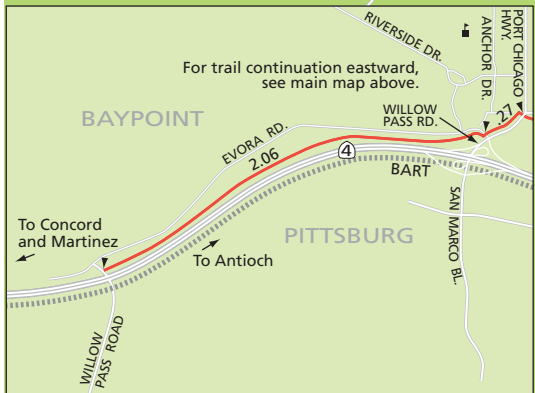 RIVERSIDE DR.
ANCHOR DR.
PORT CHICAGO
HWY.
For trail continuation eastward,
see main map above.
WILLOW
PASS RD.
.27
BAYPOINT
EVORA RD.
2.06
4
BART
SAN MARCO BL.
To Concord
and Martinez
PITTSBURG
To Antioch
WILLOW
PASS ROAD